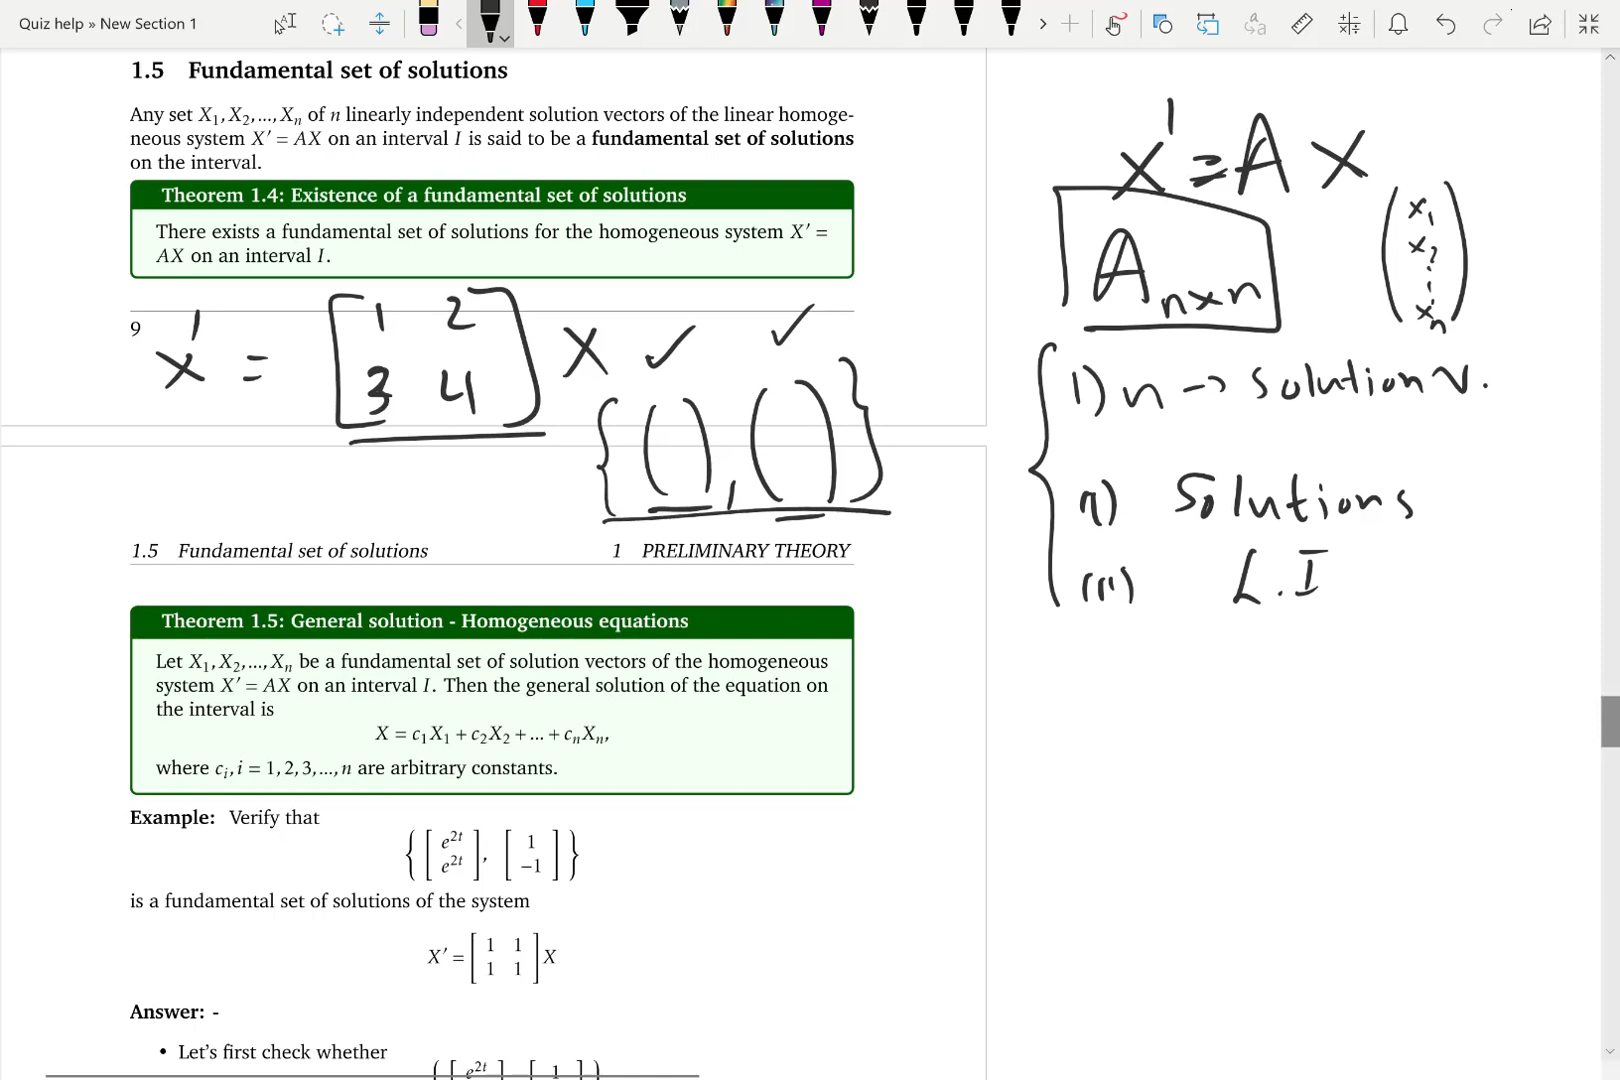 Quiz help » New Section 1
1.5 Fundamental set of solutions
Any set X₁, X₂, ..., Xₙ of n linearly independent solution vectors of the linear homoge-
neous system X′ = AX on an interval I is said to be a fundamental set of solutions
on the interval.
Theorem 1.4: Existence of a fundamental set of solutions
There exists a fundamental set of solutions for the homogeneous system X′ =
AX on an interval I.
9
X′ = [1 2
3 4] X ✓ ✓
{( ), ( )}
1.5 Fundamental set of solutions 1 PRELIMINARY THEORY
Theorem 1.5: General solution - Homogeneous equations
Let X₁, X₂, ..., Xₙ be a fundamental set of solution vectors of the homogeneous
system X′ = AX on an interval I. Then the general solution of the equation on
the interval is
X = c₁X₁ + c₂X₂ + ... + cₙXₙ,
where cᵢ, i = 1, 2, 3, ..., n are arbitrary constants.
Example: Verify that
{[e²ᵗ
e²ᵗ], [1
−1]}
is a fundamental set of solutions of the system
X′ = [1 1
1 1] X
Answer: -
• Let's first check whether
{[e²ᵗ ], [1 ]}
X′ = A X
(x₁
x₂
⋮
xₙ)
A n×n
1) n → solution v.
11) Solutions
(111) L.I